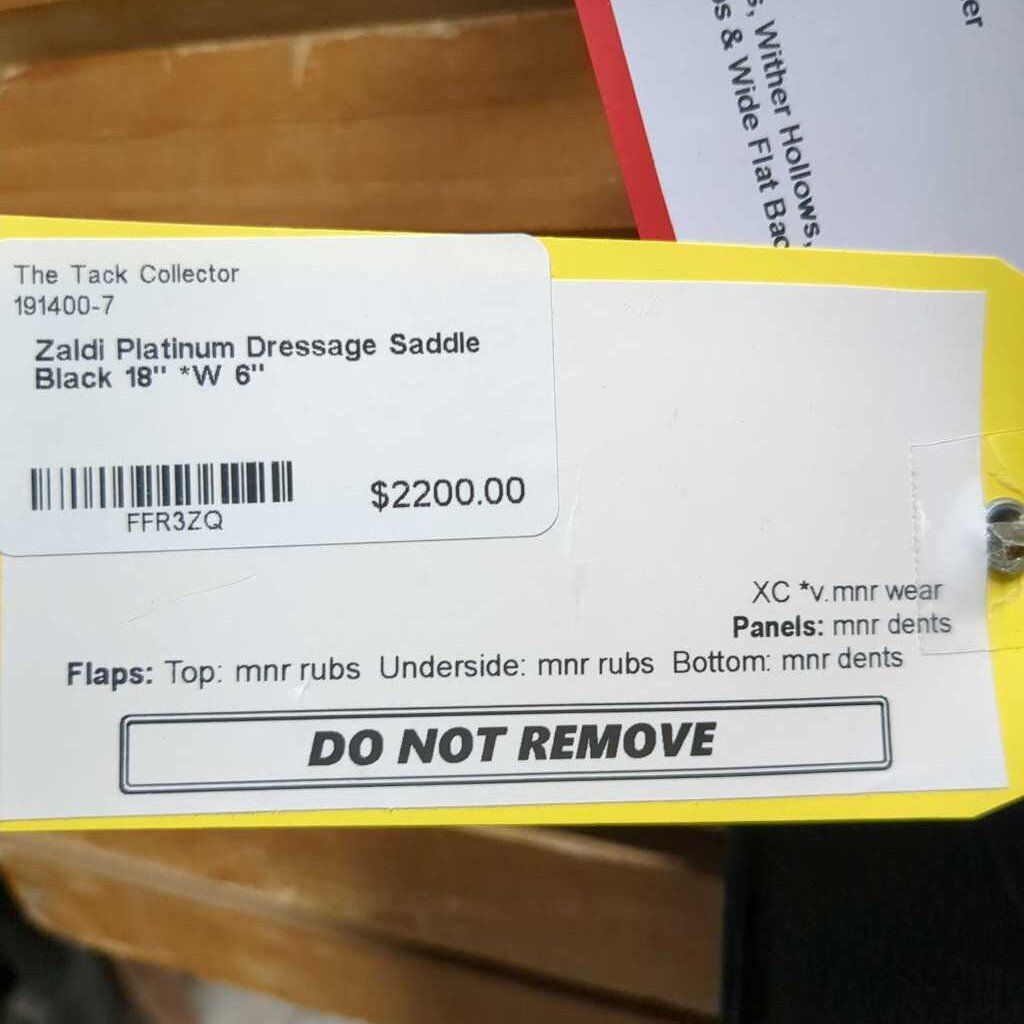 er
, Wither Hollows,
s & Wide Flat
The Tack Collector
191400-7
Zaldi Platinum Dressage Saddle
Black 18" *W 6"
FFR3ZQ
$2200.00
XC *v.mnr wear
Panels: mnr dents
Flaps: Top: mnr rubs Underside: mnr rubs Bottom: mnr dents
DO NOT REMOVE